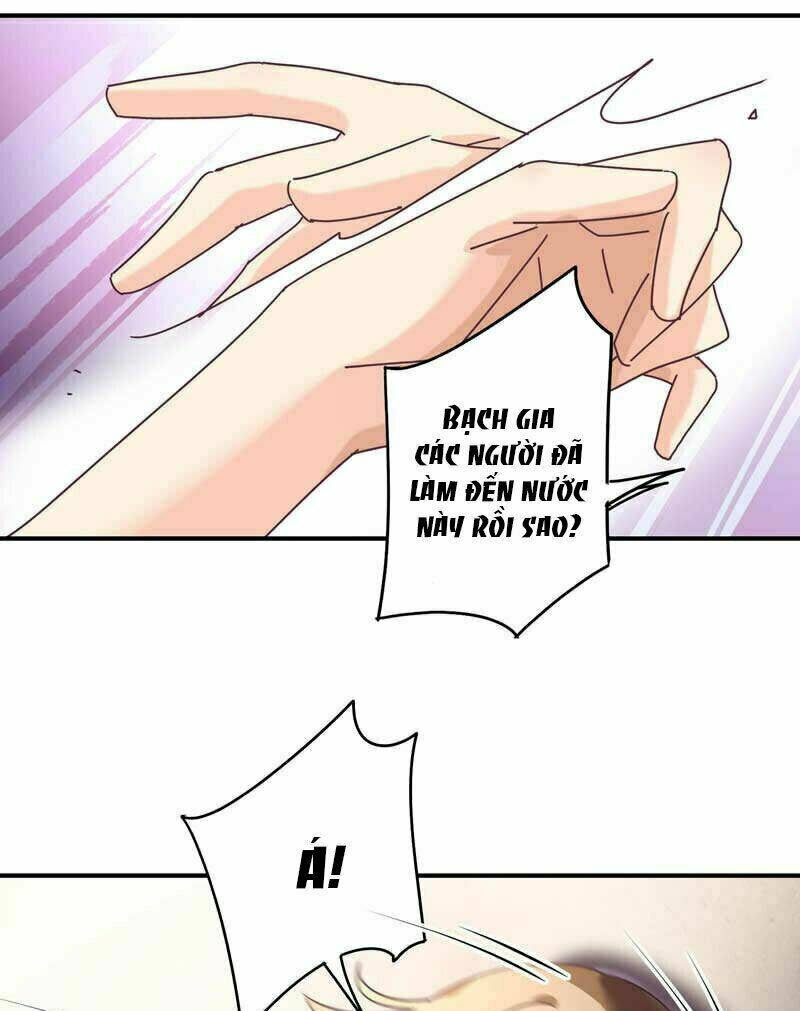 BẠCH GIA
CÁC NGƯỜI ĐÃ
LÀM ĐẾN NƯỚC
NÀY RỒI SAO?
Á!